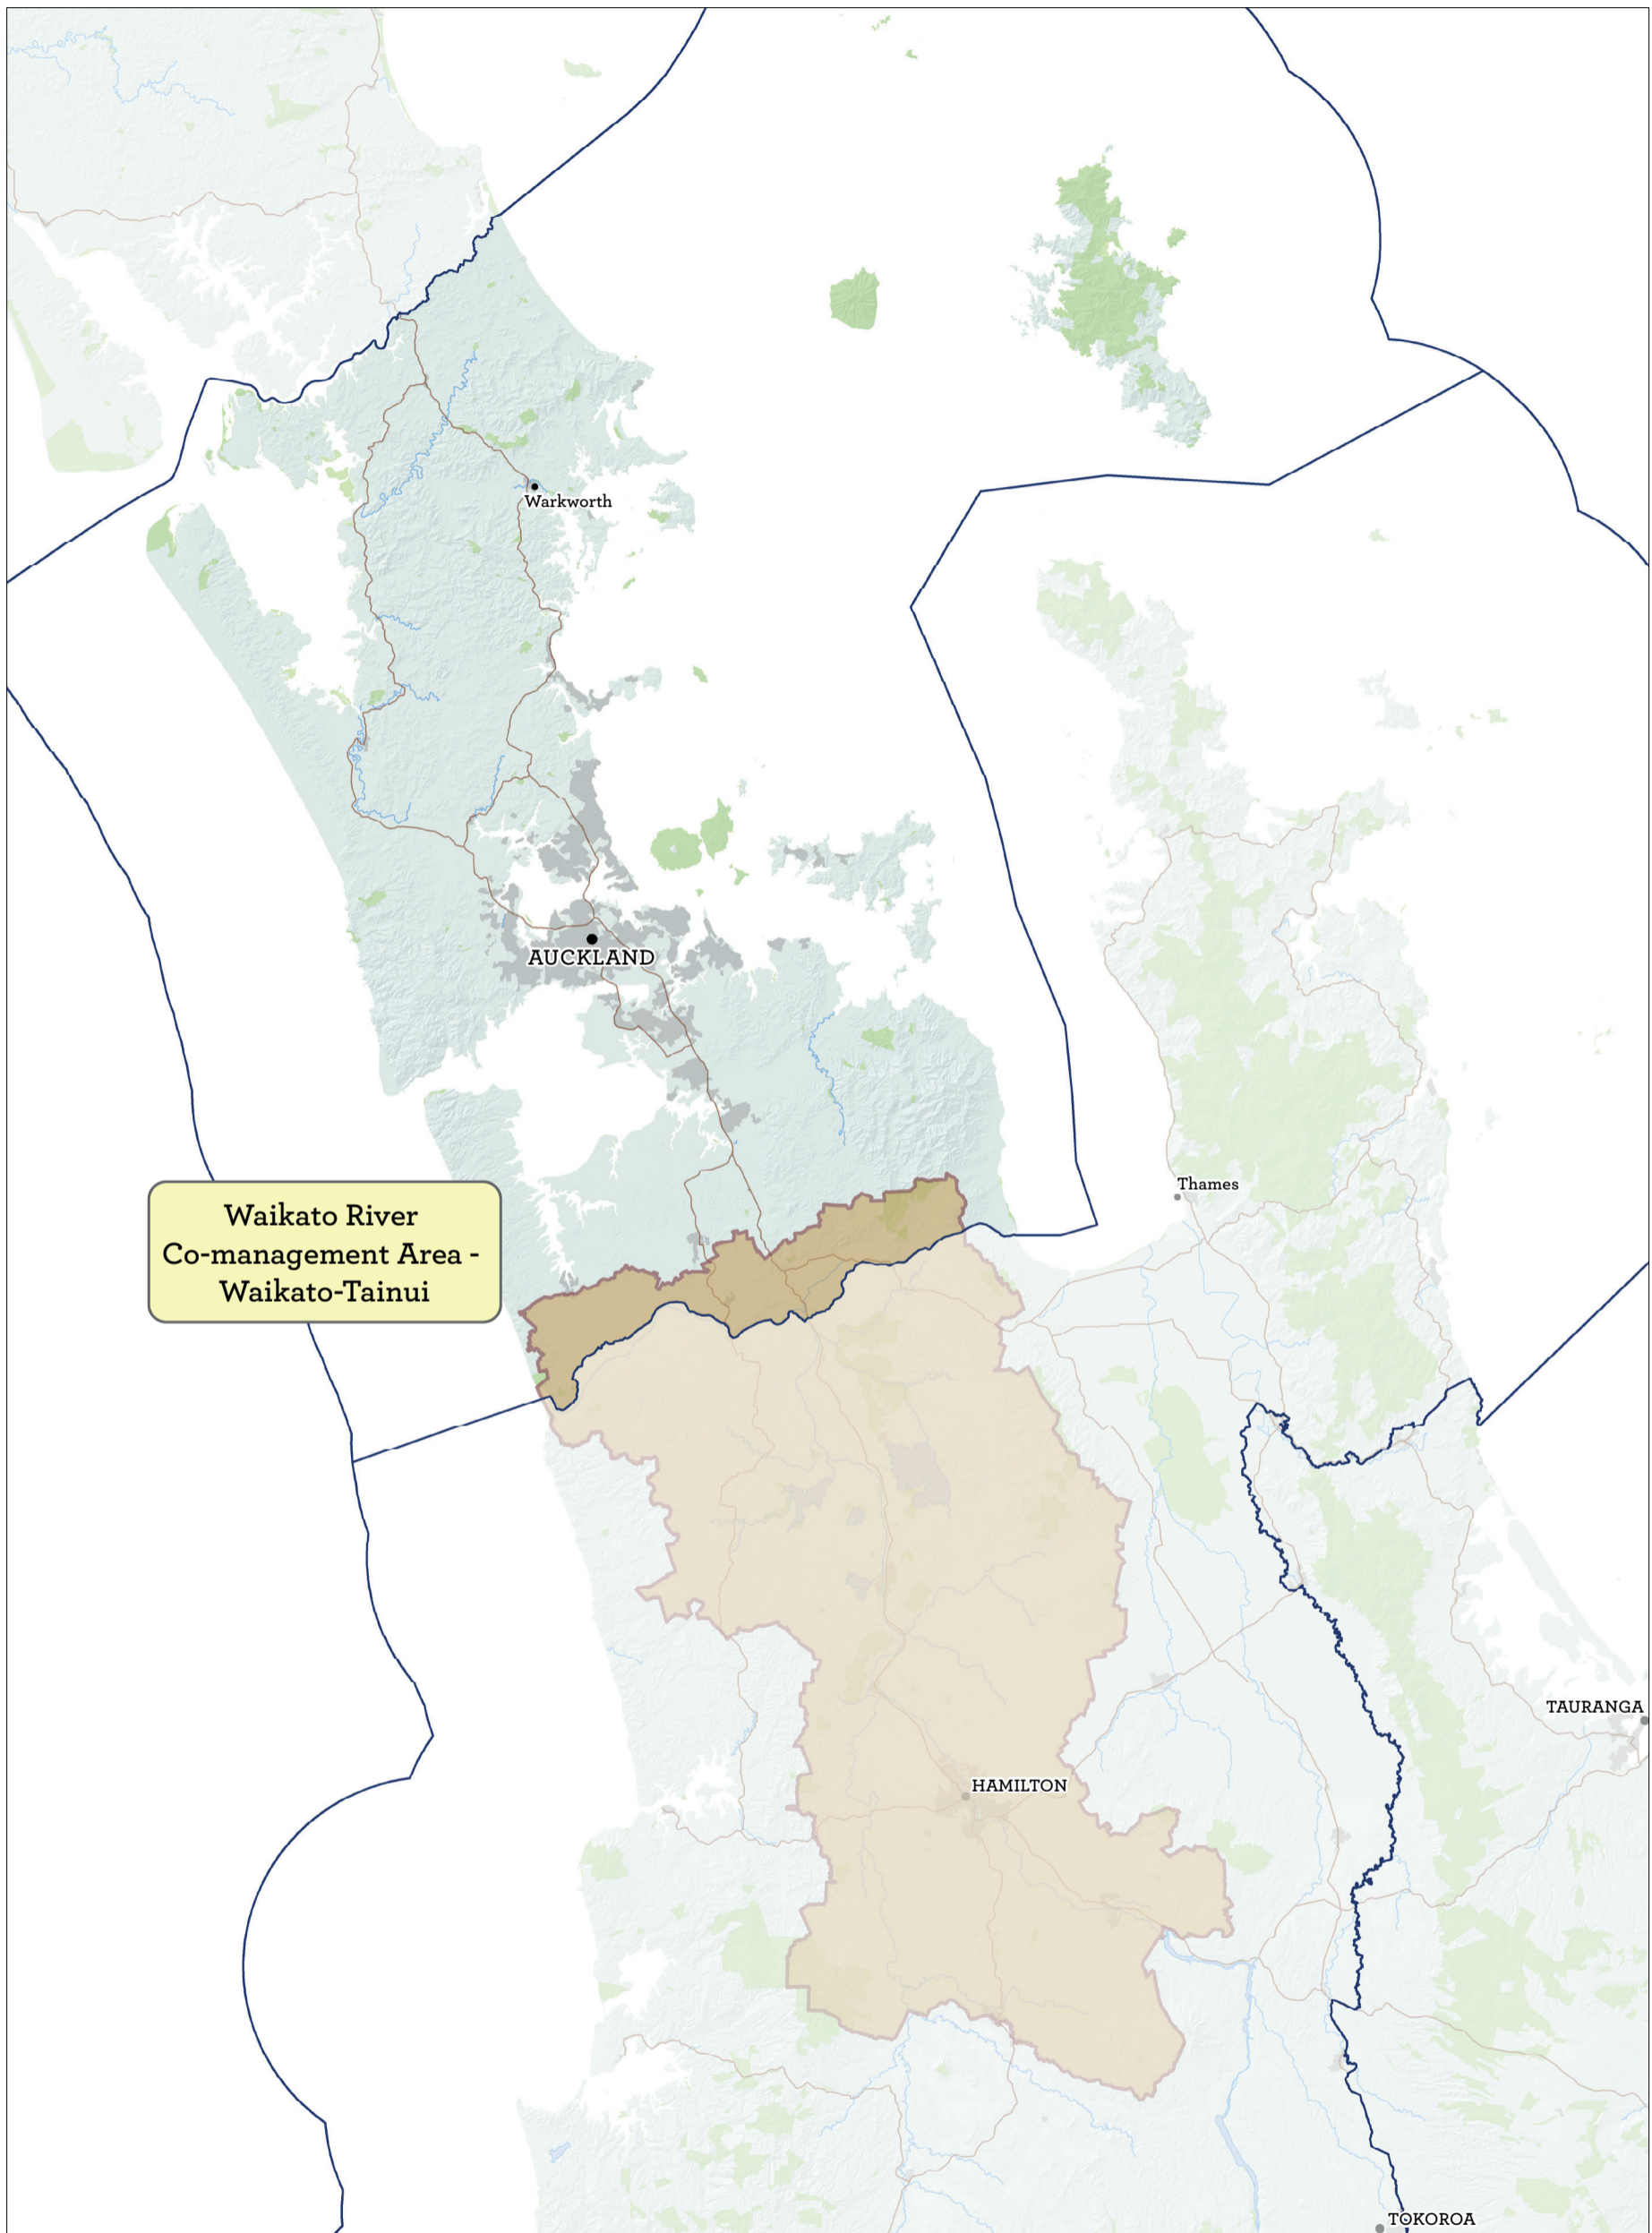 Warkworth
AUCKLAND
Thames
Waikato River
Co-management Area -
Waikato-Tainui
TAURANGA
HAMILTON
TOKOROA